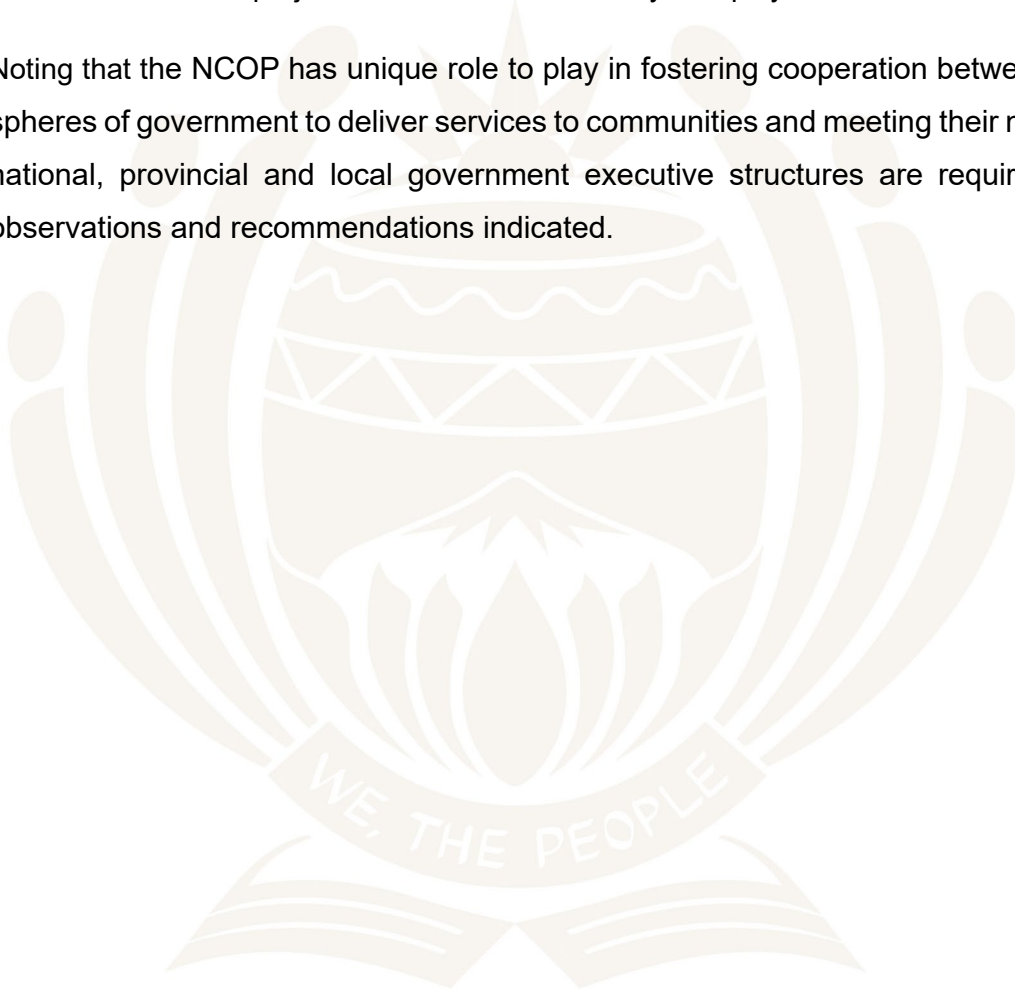 Noting that the NCOP has unique role to play in fostering cooperation
spheres of government to deliver services to communities and meeting their
national, provincial and local government executive structures are
observations and recommendations indicated.
WE, THE PEOPLE